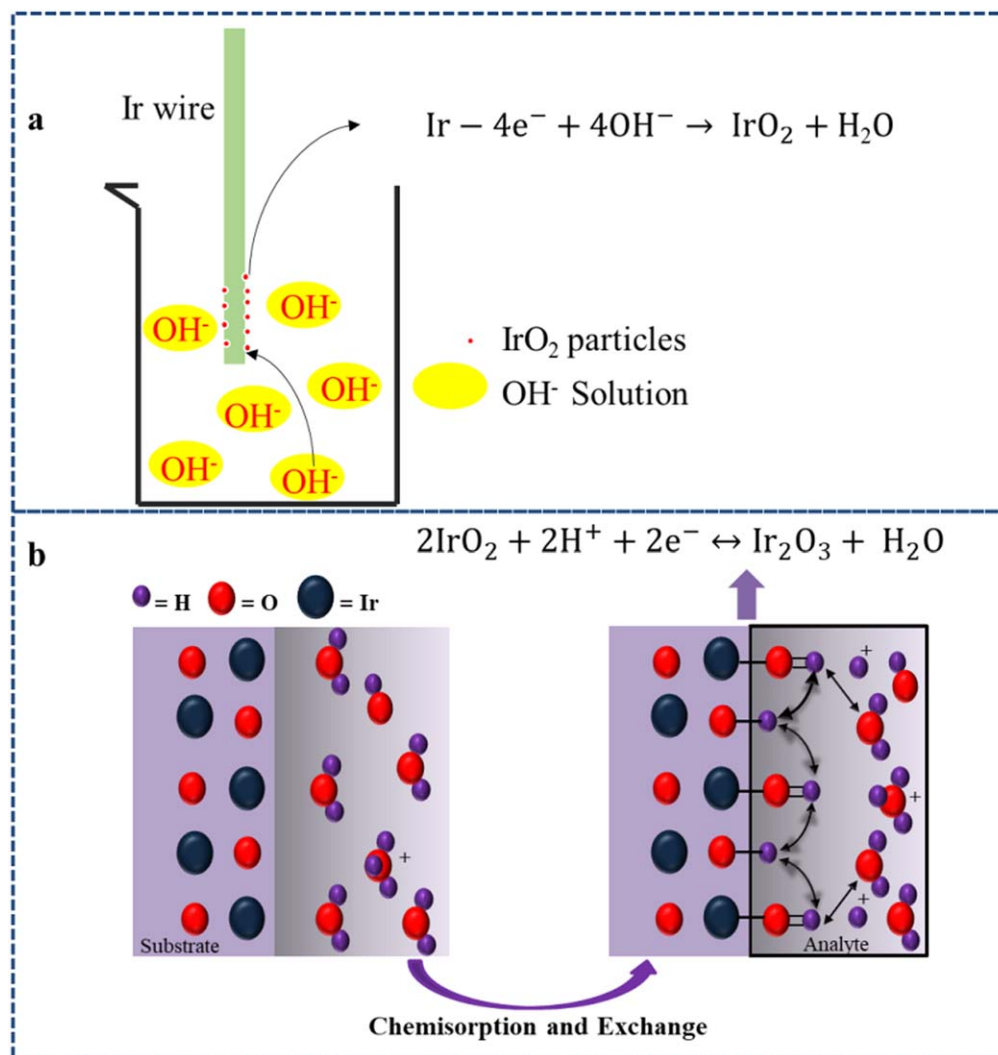 a
Ir wire
Ir − 4e⁻ + 4OH⁻ → IrO₂ + H₂O
OH-
OH-
OH-
OH-
OH-
OH-
IrO₂ particles
OH- Solution
b
2IrO₂ + 2H⁺ + 2e⁻ ↔ Ir₂O₃ + H₂O
= H = O = Ir
+
+
+
+
Substrate
Analyte
Chemisorption and Exchange